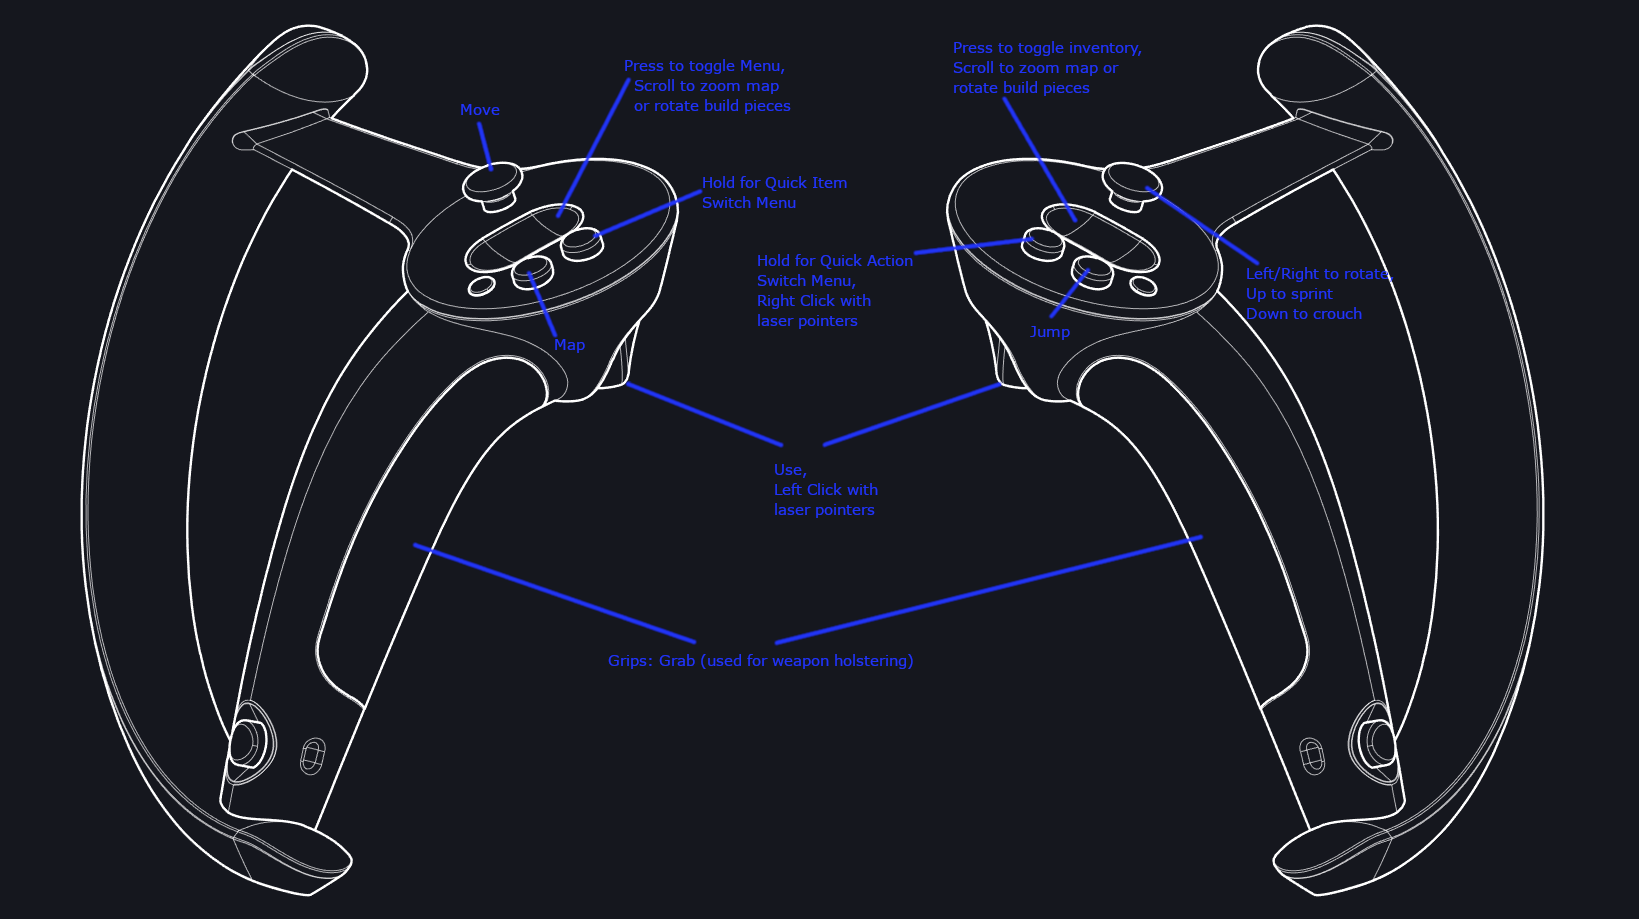 Press to toggle Menu,
Scroll to zoom map
or rotate build pieces
Press to toggle inventory,
Scroll to zoom map or
rotate build pieces
Move
Hold for Quick Item
Switch Menu
Hold for Quick Action
Switch Menu,
Right Click with
laser pointers
Left/Right to rotate,
Up to sprint
Down to crouch
Map
Jump
Use,
Left Click with
laser pointers
Grips: Grab (used for weapon holstering)